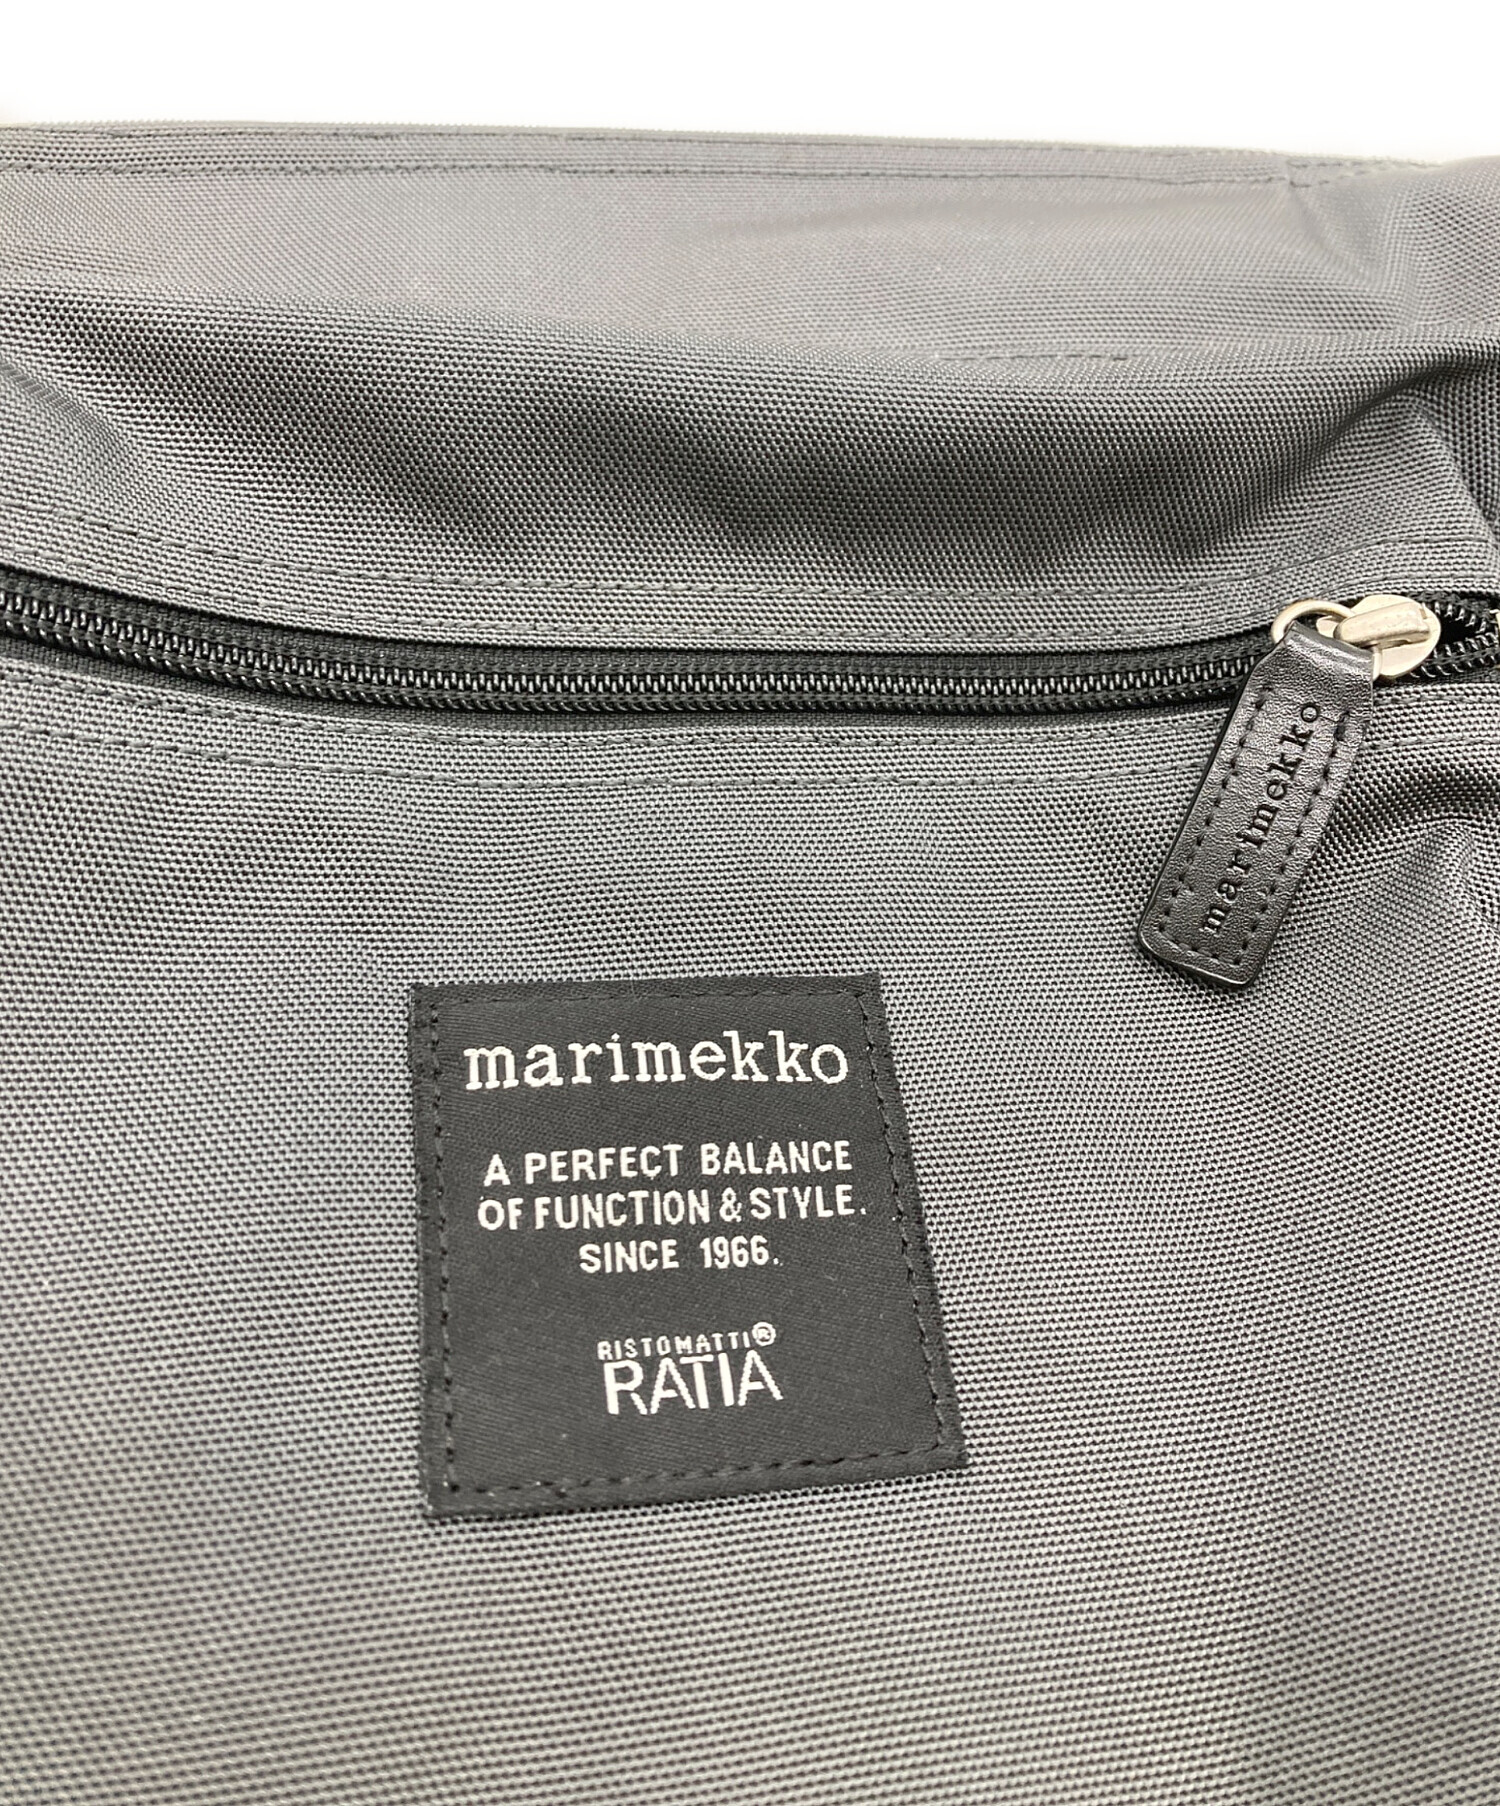 marimekko
marimekko
A PERFECT BALANCE
OF FUNCTION & STYLE.
SINCE 1966.
RISTOMATTI®
RATIA